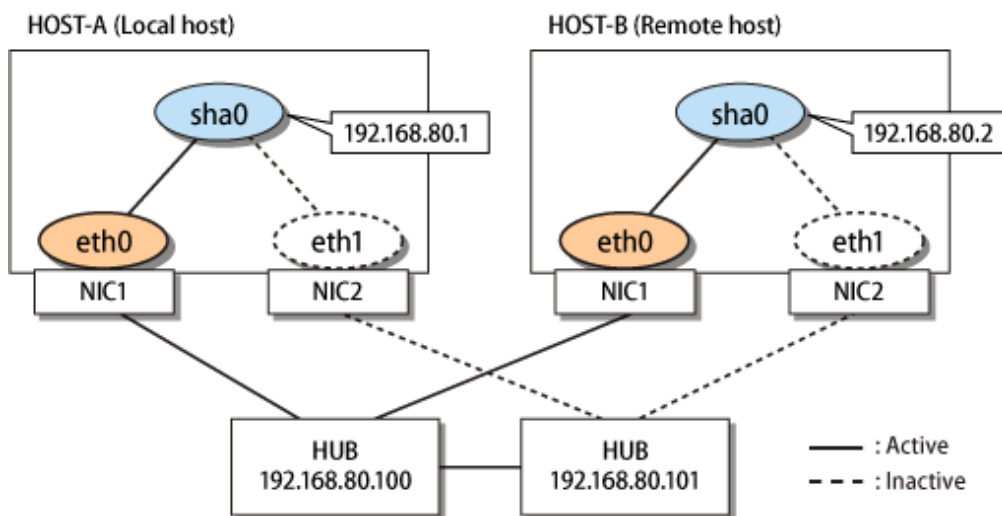 HOST-A (Local host)
HOST-B (Remote host)
sha0
192.168.80.1
sha0
192.168.80.2
eth0
eth1
eth0
eth1
NIC1
NIC2
NIC1
NIC2
HUB
192.168.80.100
HUB
192.168.80.101
: Active
: Inactive